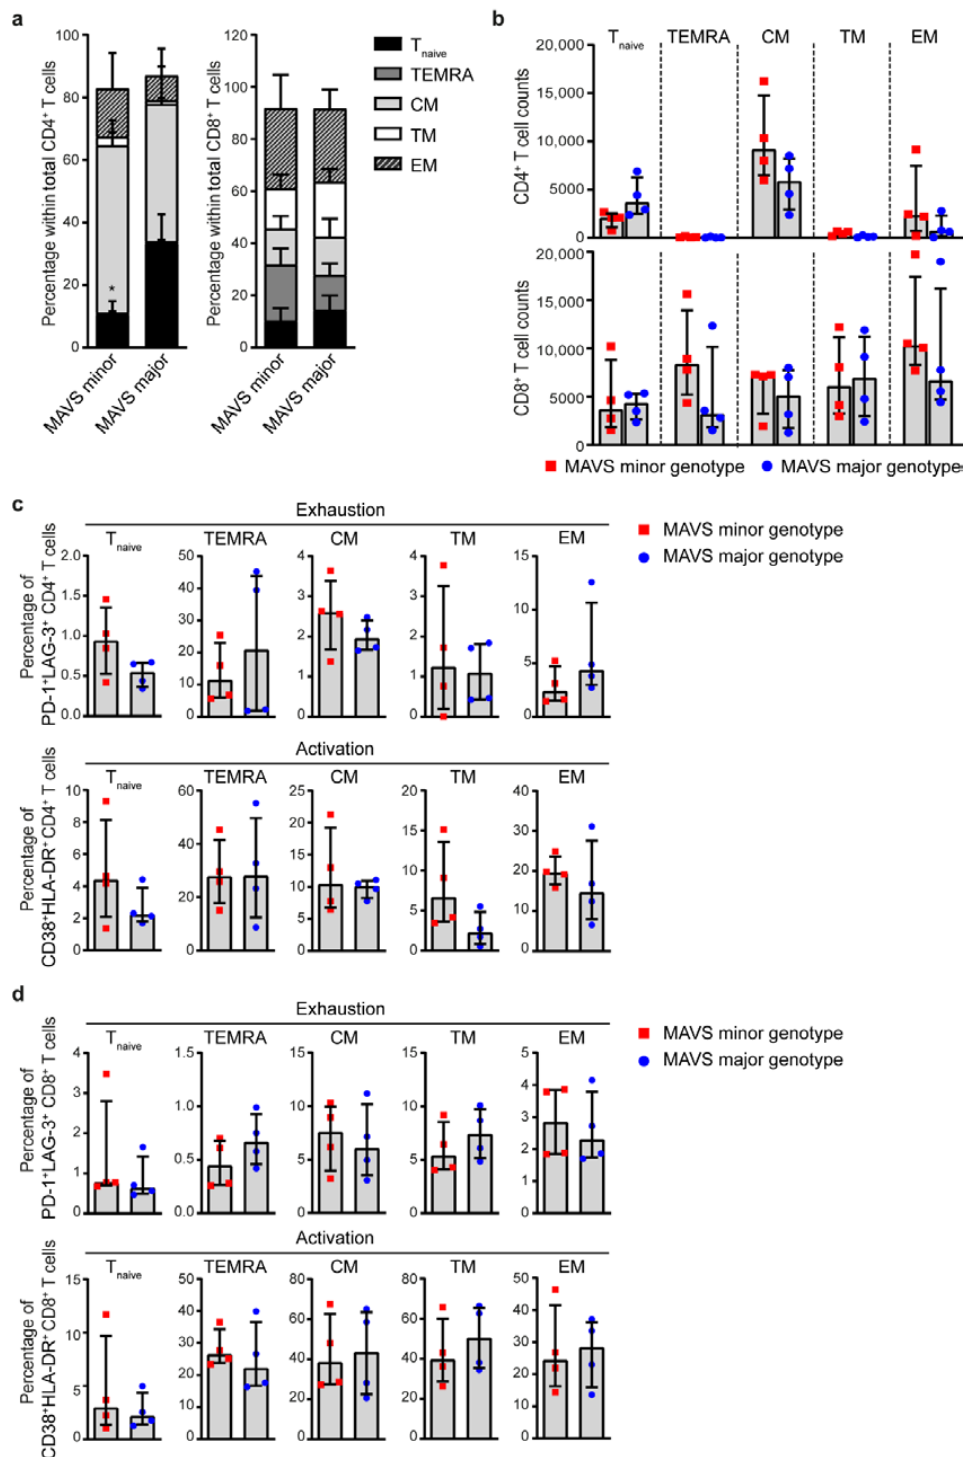 a
Percentage within total CD4⁺ T cells
100
80
60
40
20
0
*
MAVS minor
MAVS major
Percentage within total CD8⁺ T cells
120
100
80
60
40
20
0
MAVS minor
MAVS major
T naive
TEMRA
CM
TM
EM
b
T naive TEMRA CM TM EM
CD4⁺ T cell counts
20,000
15,000
10,000
5000
0
CD8⁺ T cell counts
20,000
15,000
10,000
5000
0
MAVS minor genotype MAVS major genotype
c
Exhaustion
MAVS minor genotype
MAVS major genotype
T naive TEMRA CM TM EM
Percentage of
PD-1⁺LAG-3⁺ CD4⁺ T cells
2.0 1.5 1.0 0.5 0.0
50 40 30 20 10 0
4 3 2 1 0
4 3 2 1 0
15 10 5 0
Activation
T naive TEMRA CM TM EM
Percentage of
CD38⁺HLA-DR⁺ CD4⁺ T cells
10 8 6 4 2 0
60 40 20 0
25 20 15 10 5 0
20 15 10 5 0
40 30 20 10 0
d
Exhaustion
MAVS minor genotype
MAVS major genotype
T naive TEMRA CM TM EM
Percentage of
PD-1⁺LAG-3⁺ CD8⁺ T cells
4 3 2 1 0
1.5 1.0 0.5 0.0
15 10 5 0
15 10 5 0
5 4 3 2 1 0
Activation
T naive TEMRA CM TM EM
Percentage of
CD38⁺HLA-DR⁺ CD8⁺ T cells
15 10 5 0
50 40 30 20 10 0
80 60 40 20 0
80 60 40 20 0
50 40 30 20 10 0